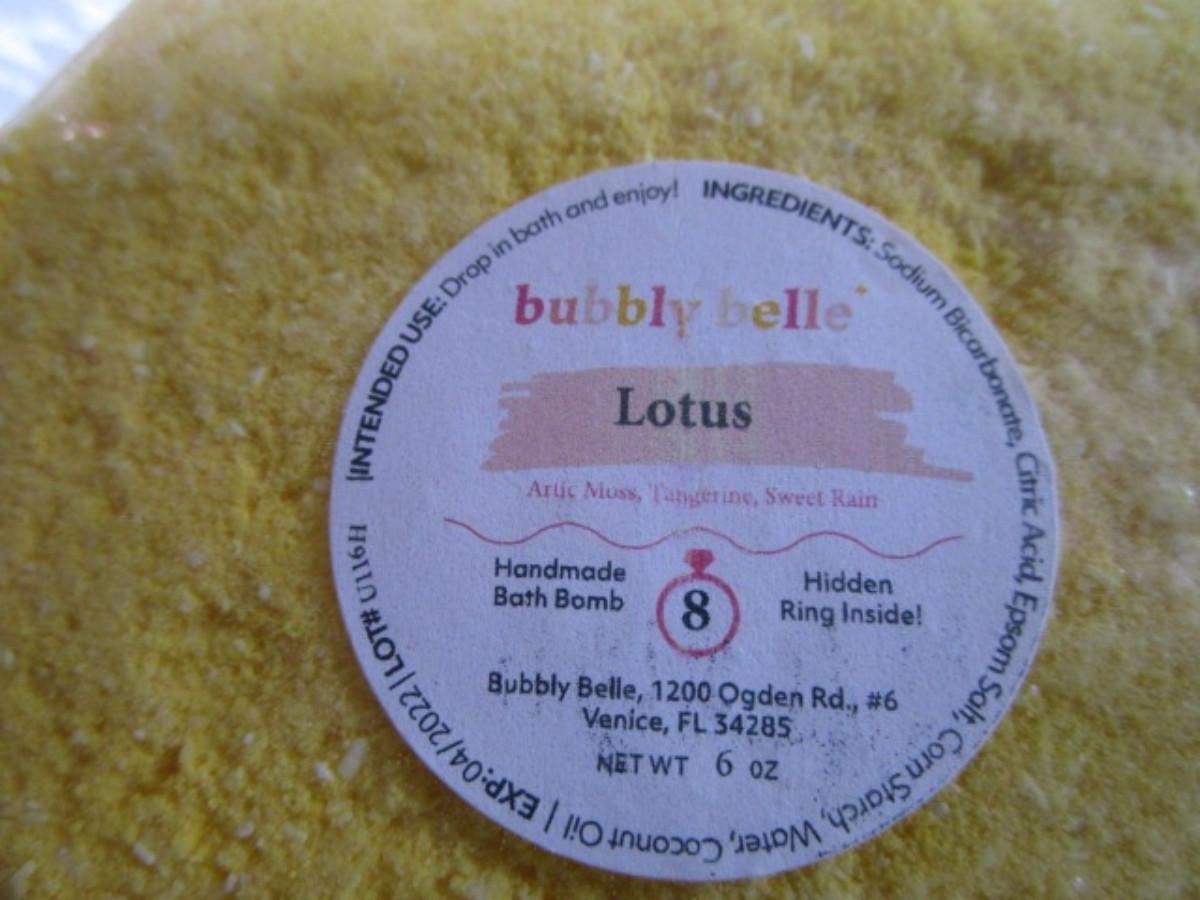 bubbly belle
Lotus
Artic Moss, Tangerine, Sweet Rain
Handmade
Bath Bomb
8
Hidden
Ring Inside!
Bubbly Belle, 1200 Ogden Rd., #6
Venice, FL 34285
NET WT 6 OZ
|INTENDED USE: Drop in bath and enjoy! INGREDIENTS: Sodium Bicarbonate, Citric Acid, Epsom Salt, Corn Starch, Water, Coconut Oil | EXP: 04/2022 | LOT#